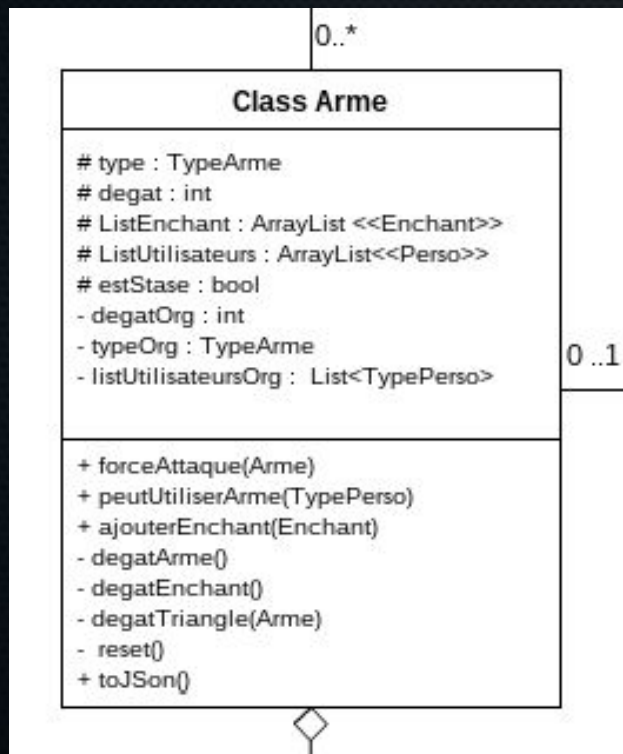 0..*
Class Arme
# type : TypeArme
# degat : int
# ListEnchant : ArrayList <<Enchant>>
# ListUtilisateurs : ArrayList<<Perso>>
# estStase : bool
- degatOrg : int
- typeOrg : TypeArme
- listUtilisateursOrg : List<TypePerso>
0 ..1
+ forceAttaque(Arme)
+ peutUtiliserArme(TypePerso)
+ ajouterEnchant(Enchant)
- degatArme()
- degatEnchant()
- degatTriangle(Arme)
- reset()
+ toJSon()